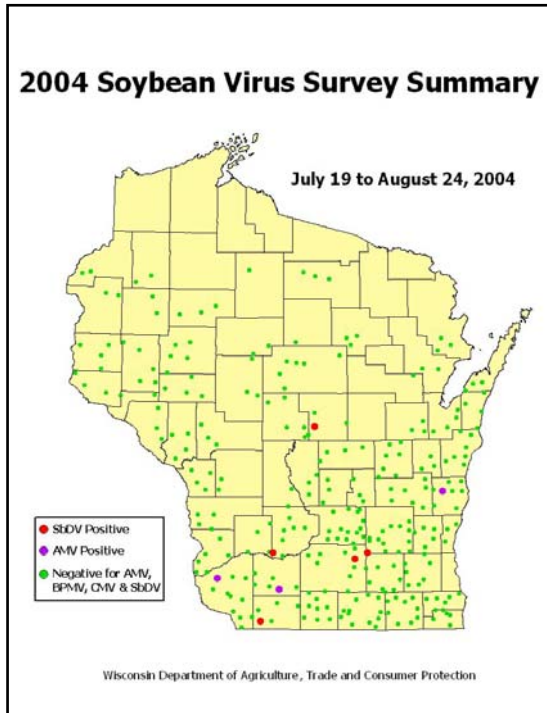 2004 Soybean Virus Survey Summary
July 19 to August 24, 2004
SbDV Positive
AMV Positive
Negative for AMV,
BPMV, CMV & SbDV
Wisconsin Department of Agriculture, Trade and Consumer Protection